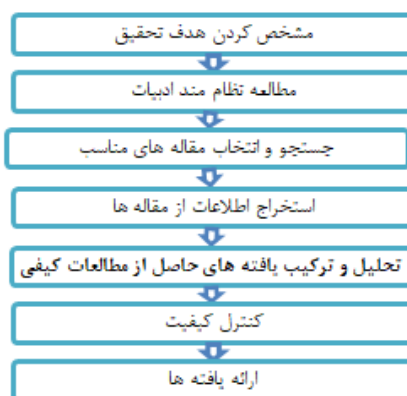 مشخص کردن هدف تحقیق
مطالعه نظام مند ادبیات
جستجو و انتخاب مقاله های مناسب
استخراج اطلاعات از مقاله ها
تحلیل و ترکیب یافته های حاصل از مطالعات کیفی
کنترل کیفیت
ارائه یافته ها